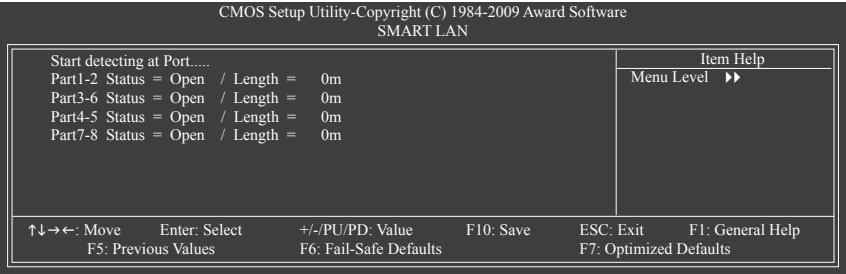 CMOS Setup Utility-Copyright (C) 1984-2009 Award Software
SMART LAN
Start detecting at Port.....
Part1-2 Status = Open / Length = 0m
Part3-6 Status = Open / Length = 0m
Part4-5 Status = Open / Length = 0m
Part7-8 Status = Open / Length = 0m
Item Help
Menu Level ▶▶
↑↓→←: Move Enter: Select +/-/PU/PD: Value F10: Save ESC: Exit F1: General Help
F5: Previous Values F6: Fail-Safe Defaults F7: Optimized Defaults